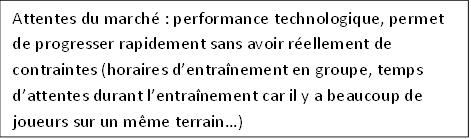 Attentes du marché : performance technologique, permet
de progresser rapidement sans avoir réellement de
contraintes (horaires d’entraînement en groupe, temps
d’attentes durant l’entraînement car il y a beaucoup de
joueurs sur un même terrain…)